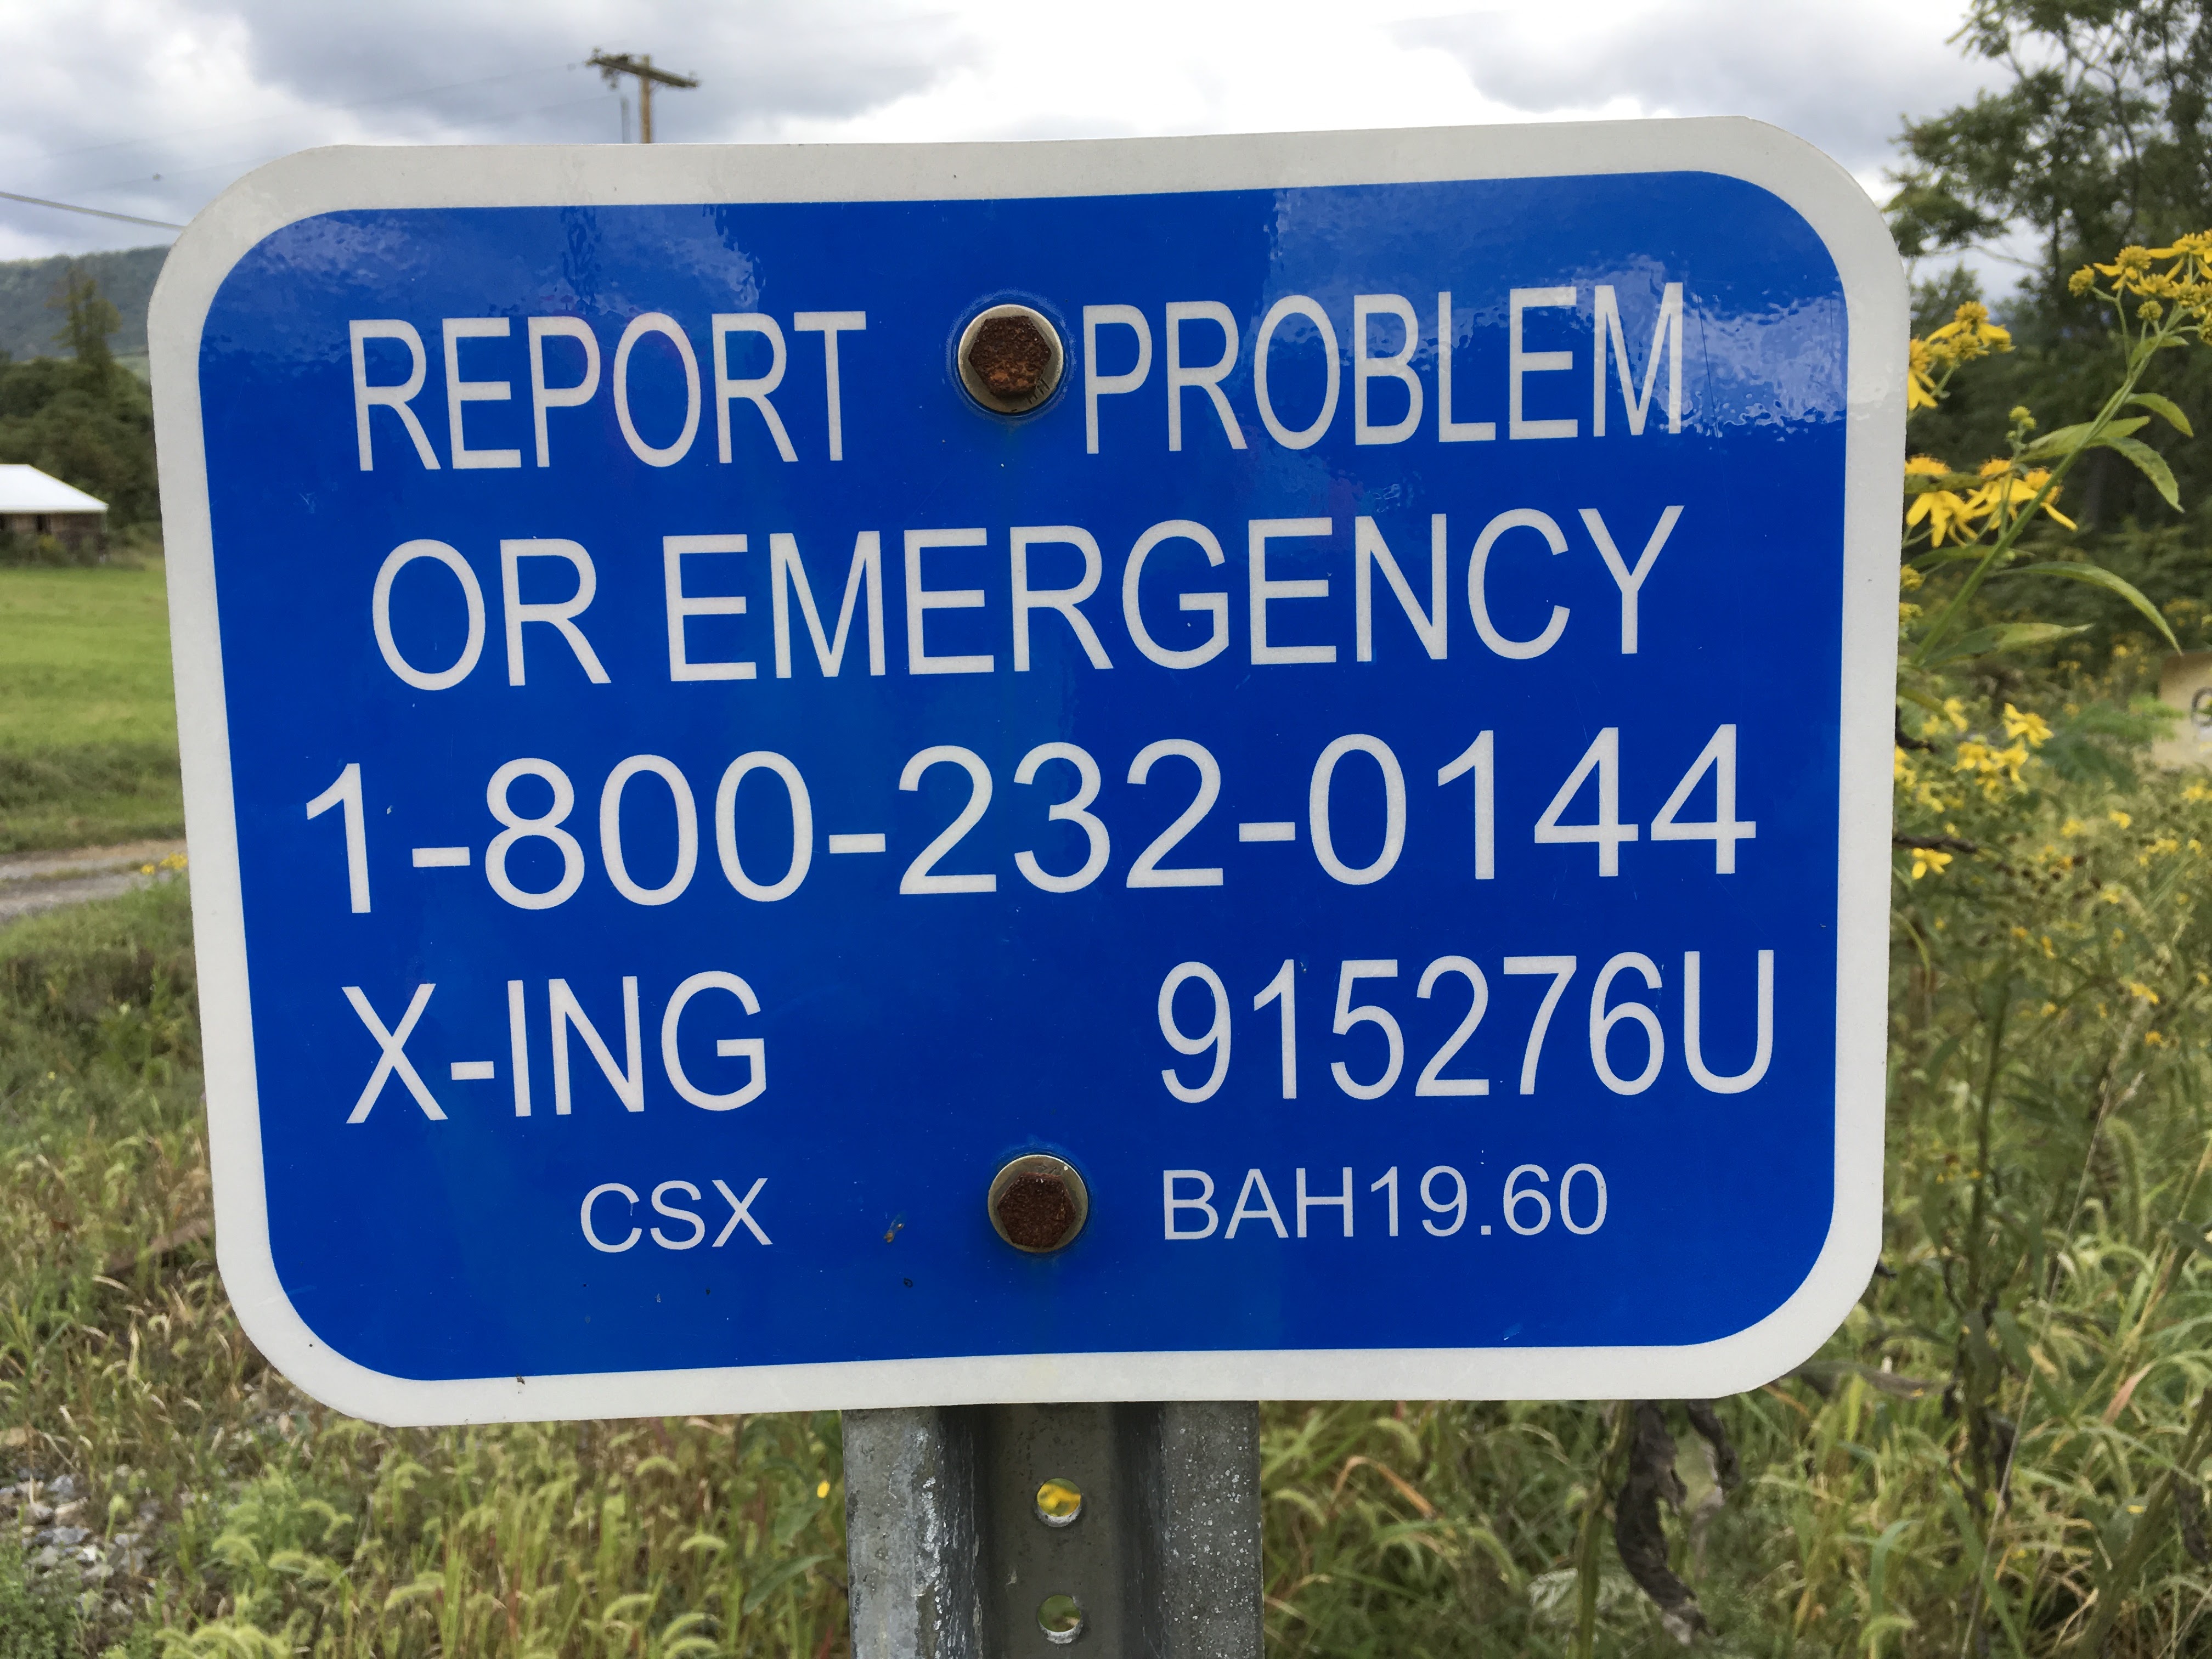 REPORT PROBLEM
OR EMERGENCY
1-800-232-0144
X-ING 915276U
CSX BAH19.60